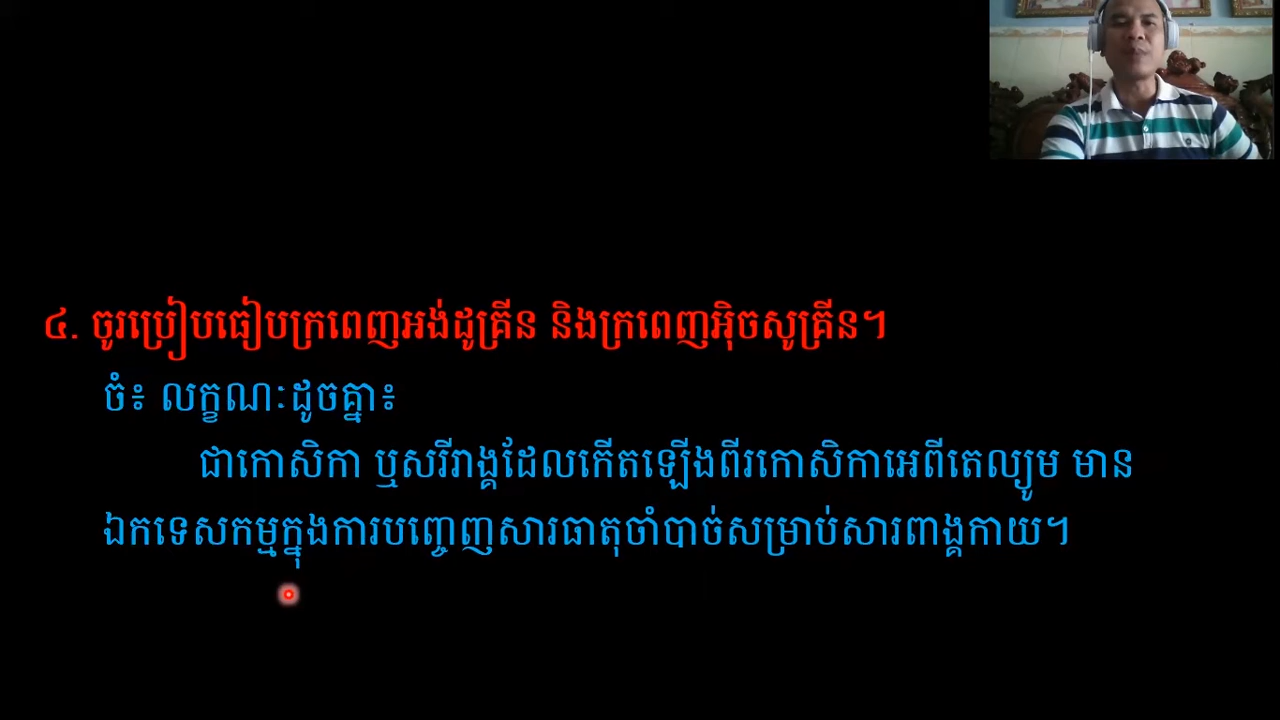 ៤. ចូរប្រៀបធៀបក្រពេញអង់ដូគ្រីន និងក្រពេញអ៊ិចសូគ្រីន។
ចំ៖ លក្ខណៈដូចគ្នា៖
ជាកោសិកា ឬសរីរាង្គដែលកើតឡើងពីរកោសិកាអេពីតេល្យូម មាន
ឯកទេសកម្មក្នុងការបញ្ចេញសារធាតុចាំបាច់សម្រាប់សារពាង្គកាយ។